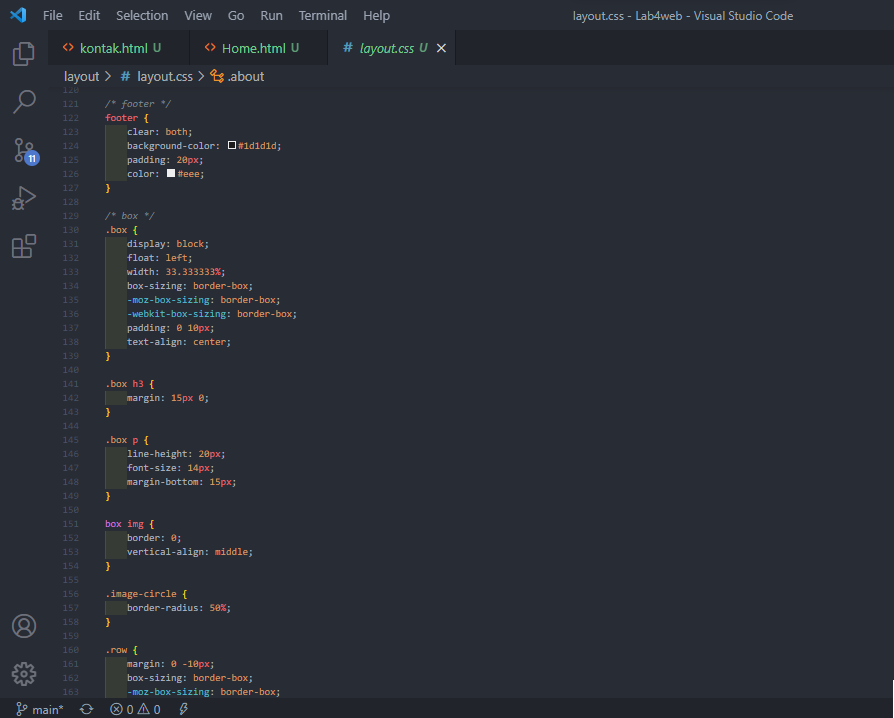 File Edit Selection View Go Run Terminal Help layout.css - Lab4web - Visual Studio Code
<> kontak.html U <> Home.html U # layout.css U ×
layout > # layout.css > .about
120
121 /* footer */
122 footer {
123 clear: both;
124 background-color: #1d1d1d;
125 padding: 20px;
126 color: #eee;
127 }
128
129 /* box */
130 .box {
131 display: block;
132 float: left;
133 width: 33.333333%;
134 box-sizing: border-box;
135 -moz-box-sizing: border-box;
136 -webkit-box-sizing: border-box;
137 padding: 0 10px;
138 text-align: center;
139 }
140
141 .box h3 {
142 margin: 15px 0;
143 }
144
145 .box p {
146 line-height: 20px;
147 font-size: 14px;
148 margin-bottom: 15px;
149 }
150
151 box img {
152 border: 0;
153 vertical-align: middle;
154 }
155
156 .image-circle {
157 border-radius: 50%;
158 }
159
160 .row {
161 margin: 0 -10px;
162 box-sizing: border-box;
163 -moz-box-sizing: border-box;
11
main* 0 0